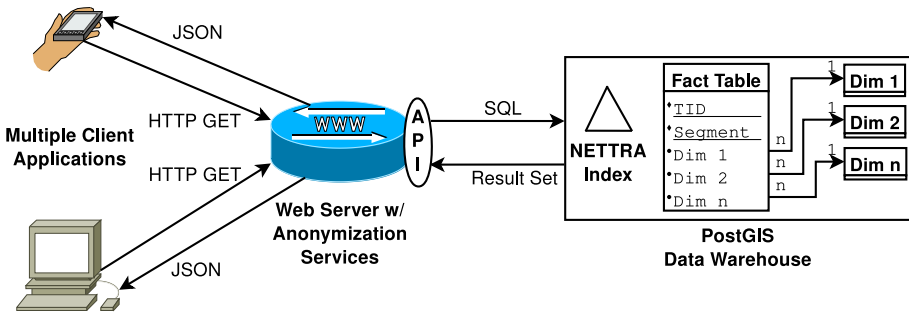 JSON
HTTP GET
Multiple Client
Applications
HTTP GET
JSON
WWW
API
Web Server w/
Anonymization
Services
SQL
Result Set
NETTRA
Index
Fact Table
TID
Segment
Dim 1
Dim 2
Dim n
n
n
n
1
1
1
Dim 1
Dim 2
Dim n
PostGIS
Data Warehouse